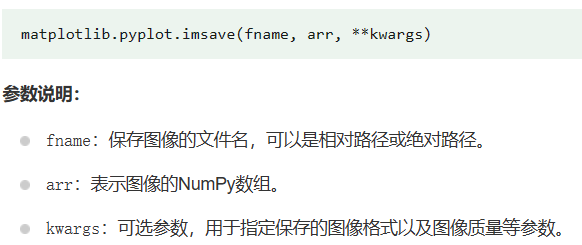 matplotlib.pyplot.imsave(fname, arr, **kwargs)
参数说明：
fname：保存图像的文件名，可以是相对路径或绝对路径。
arr：表示图像的NumPy数组。
kwargs：可选参数，用于指定保存的图像格式以及图像质量等参数。